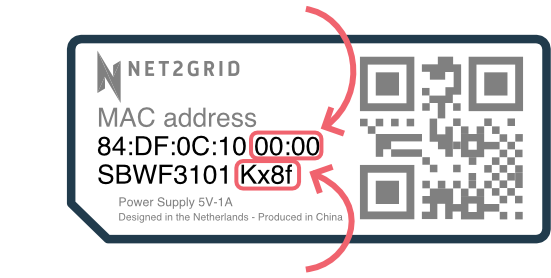 NET2GRID
MAC address
84:DF:0C:10 00:00
SBWF3101 Kx8f
Power Supply 5V-1A
Designed in the Netherlands - Produced in China